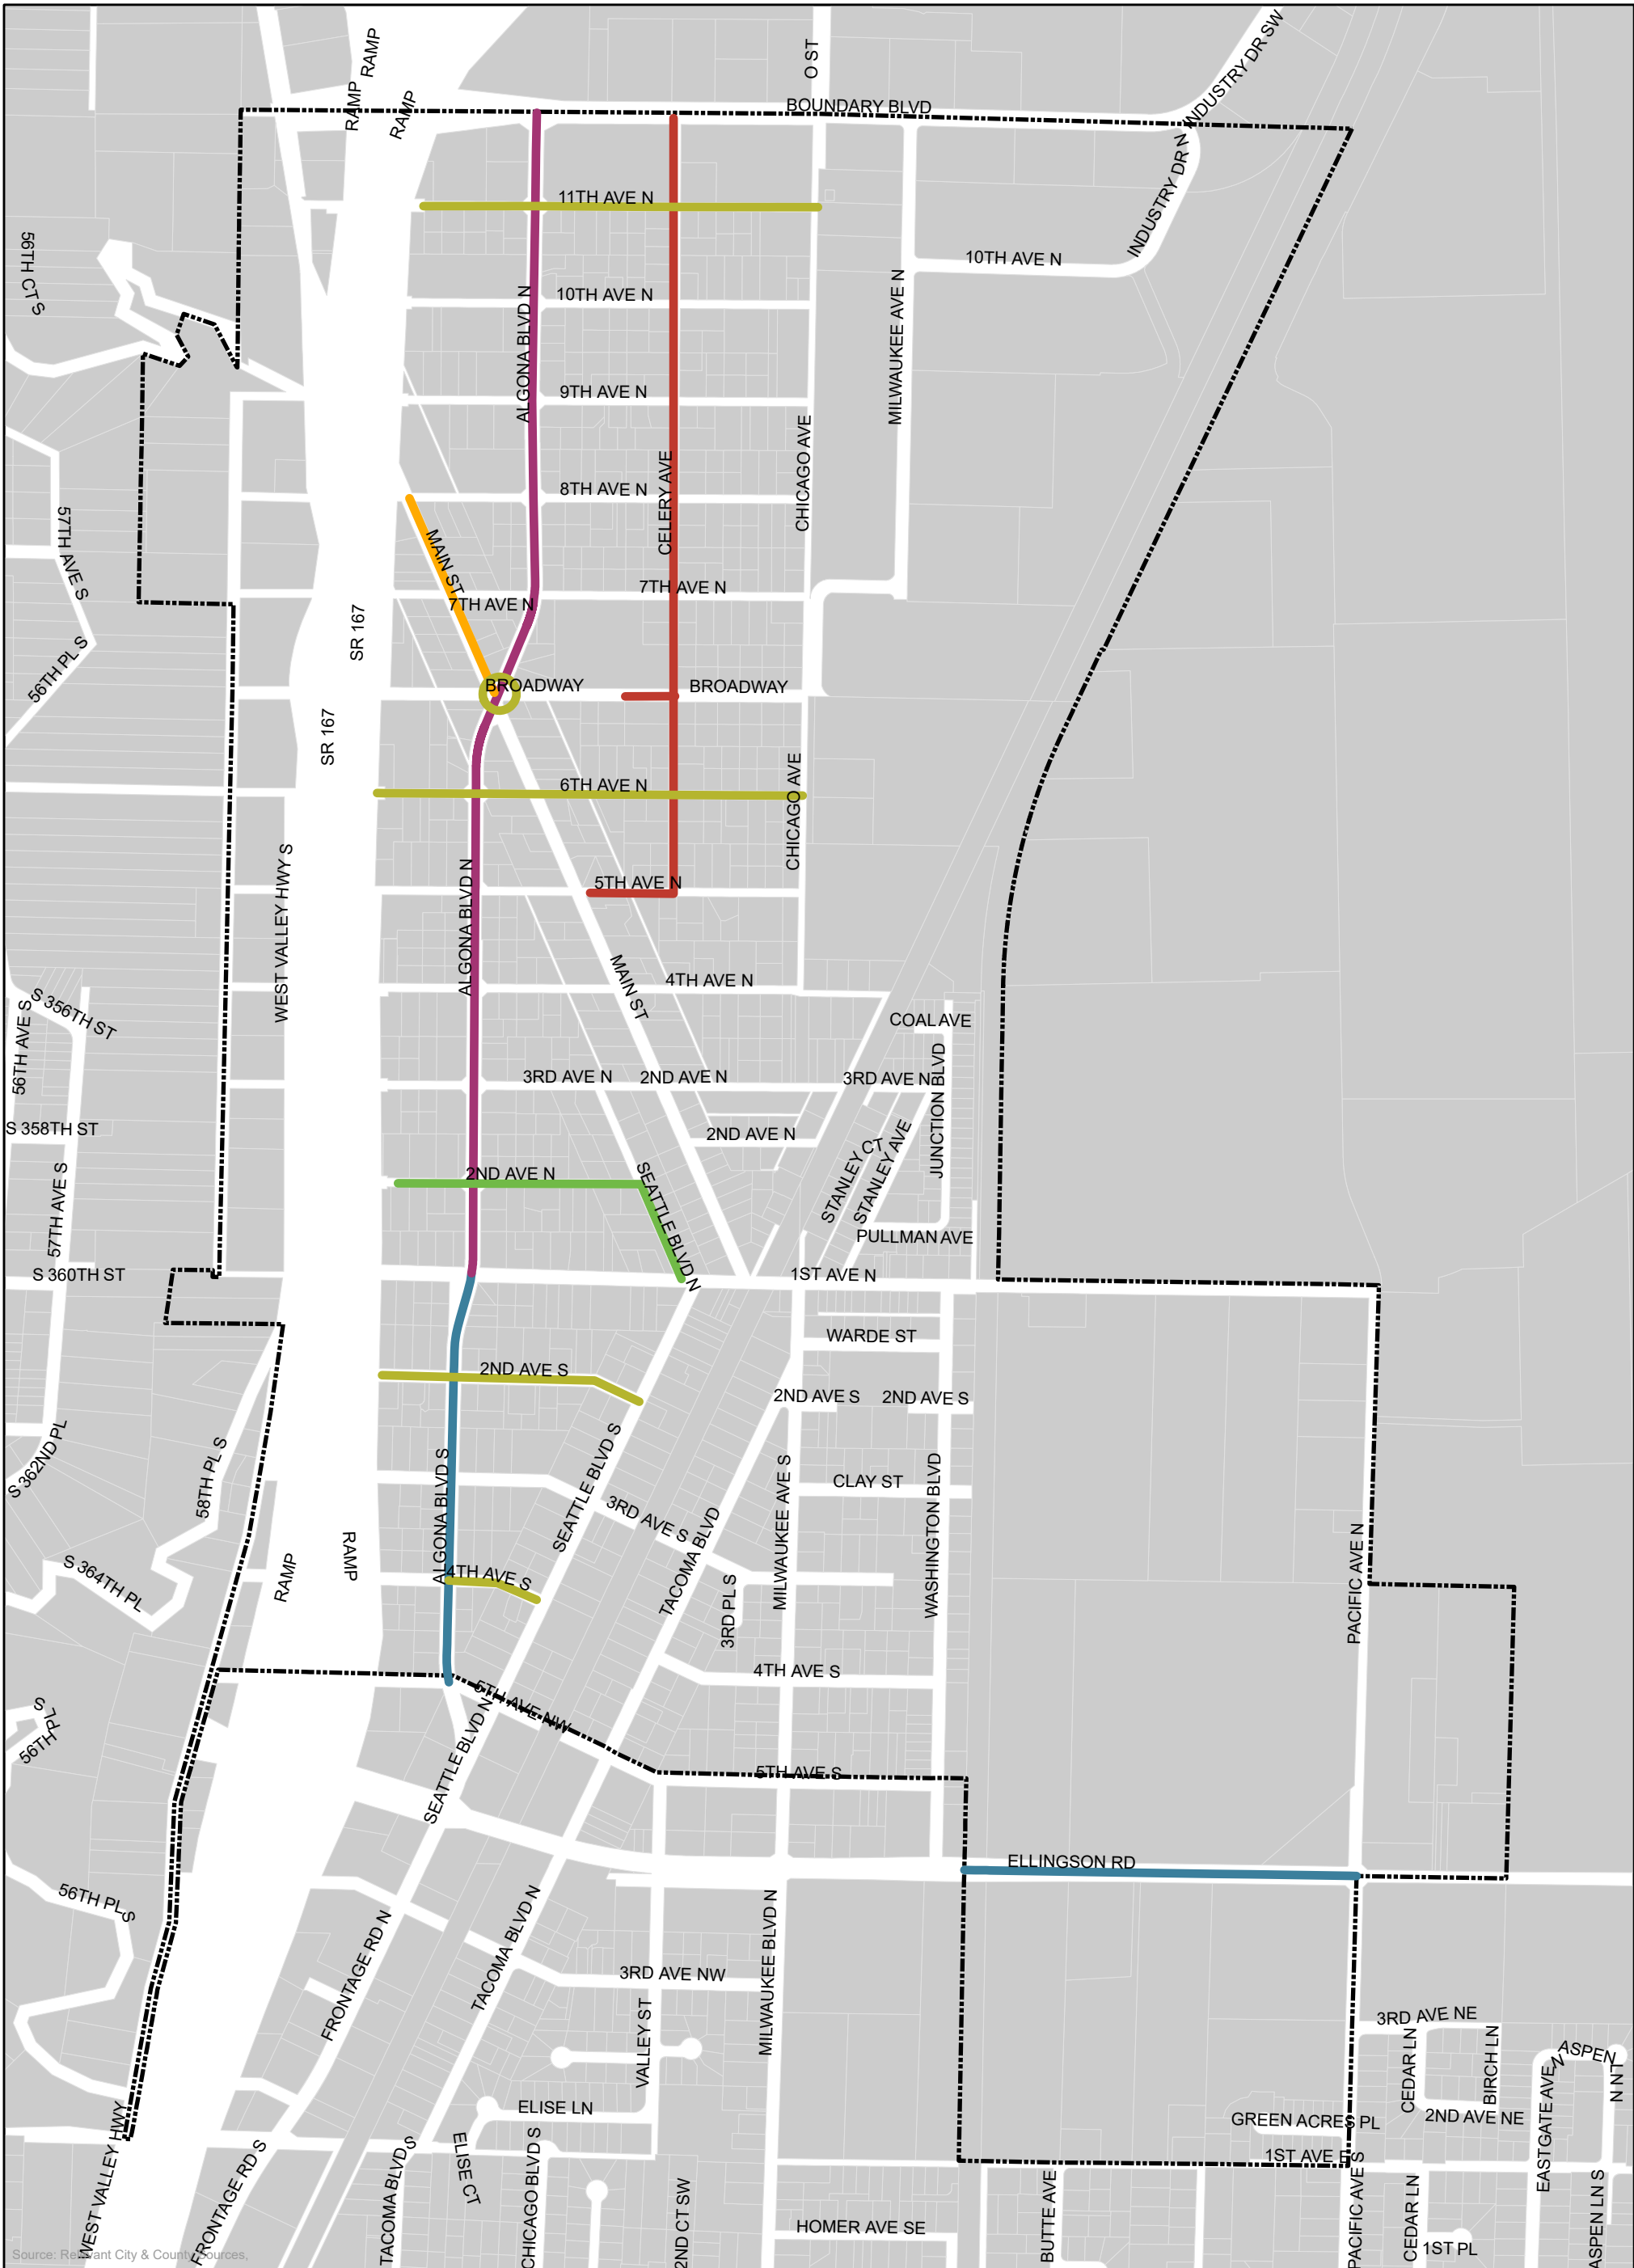 RAMP
RAMP
RAMP
O ST
INDUSTRY DR SW
BOUNDARY BLVD
INDUSTRY DR N
11TH AVE N
56TH CT S
10TH AVE N
10TH AVE N
ALGONA BLVD N
MILWAUKEE AVE N
9TH AVE N
CHICAGO AVE
CELERY AVE
8TH AVE N
57TH AVE S
MAIN ST
7TH AVE N
7TH AVE N
SR 167
56TH PL S
BROADWAY
BROADWAY
SR 167
6TH AVE N
CHICAGO AVE
WEST VALLEY HWY S
ALGONA BLVD N
5TH AVE N
4TH AVE N
MAIN ST
S 356TH ST
56TH AVE S
COAL AVE
3RD AVE N
2ND AVE N
3RD AVE N
JUNCTION BLVD
S 358TH ST
2ND AVE N
STANLEY CT
STANLEY AVE
2ND AVE N
SEATTLE BLVD N
57TH AVE S
PULLMAN AVE
S 360TH ST
1ST AVE N
WARDE ST
2ND AVE S
2ND AVE S
2ND AVE S
S 362ND PL
58TH PL S
ALGONA BLVD S
SEATTLE BLVD S
MILWAUKEE AVE S
CLAY ST
WASHINGTON BLVD
3RD AVE S
TACOMA BLVD
RAMP
RAMP
PACIFIC AVE N
S 364TH PL
4TH AVE S
3RD PL S
4TH AVE S
5TH AVE NW
56TH PL S
SEATTLE BLVD N
5TH AVE S
ELLINGSON RD
56TH PL S
FRONTAGE RD N
TACOMA BLVD N
MILWAUKEE BLVD N
3RD AVE NW
VALLEY ST
3RD AVE NE
CEDAR LN
BIRCH LN
ASPEN LN N
ELISE LN
GREEN ACRES PL
2ND AVE NE
EASTGATE AVE N
WEST VALLEY HWY
FRONTAGE RD S
TACOMA BLVD S
ELISE CT
CHICAGO BLVD S
2ND CT SW
1ST AVE E
HOMER AVE SE
BUTTE AVE
PACIFIC AVE S
CEDAR LN
1ST PL
ASPEN LN S
Source: Relevant City & County Sources,